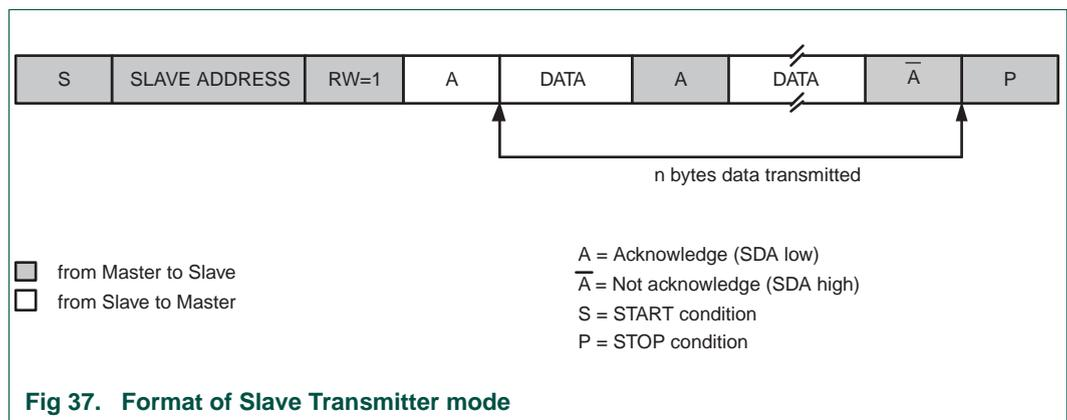 S SLAVE ADDRESS RW=1 A DATA A DATA A̅ P
n bytes data transmitted
from Master to Slave
from Slave to Master
A = Acknowledge (SDA low)
A̅ = Not acknowledge (SDA high)
S = START condition
P = STOP condition
Fig 37. Format of Slave Transmitter mode